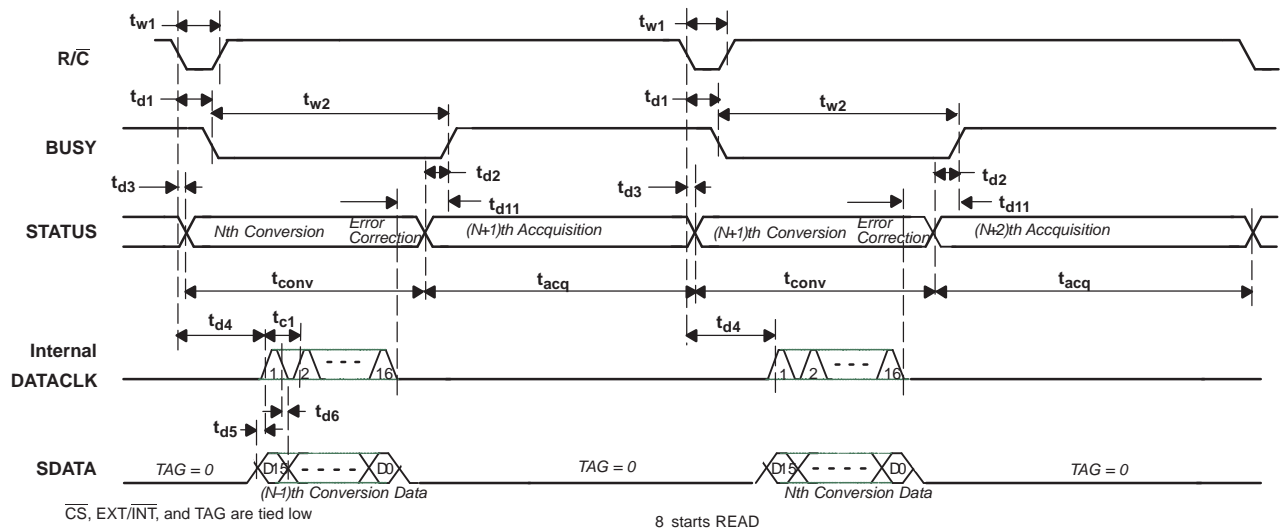 tw1 tw1
R/C̅
td1 tw2 td1 tw2
BUSY
td3 td2 td3 td2
td11 td11
STATUS Nth Conversion Error Correction (N+1)th Accquisition (N+1)th Conversion Error Correction (N+2)th Accquisition
tconv tacq tconv tacq
td4 tc1 td4
Internal
DATACLK 1 2 - - - 16 1 2 - - - 16
td6
td5
SDATA TAG = 0 D15 - - - - - D0 TAG = 0 D15 - - - - - D0 TAG = 0
(N-1)th Conversion Data Nth Conversion Data
C̅S̅, EXT/I̅N̅T̅, and TAG are tied low
8 starts READ